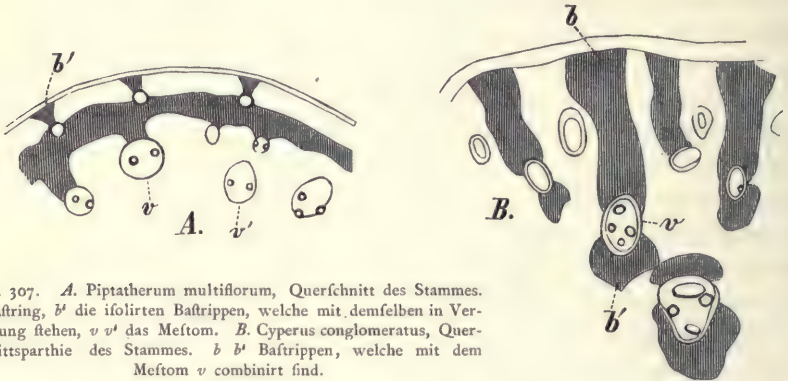 b'
v
A.
v'
b
B.
v
b'
307. A. Piptatherum multiflorum, Querſchnitt des Stammes.
ſtring, b' die iſolirten Baſtrippen, welche mit demſelben in Ver-
ung ſtehen, v v' das Meſtom. B. Cyperus conglomeratus, Quer-
ittsparthie des Stammes. b b' Baſtrippen, welche mit dem
Meſtom v combinirt ſind.